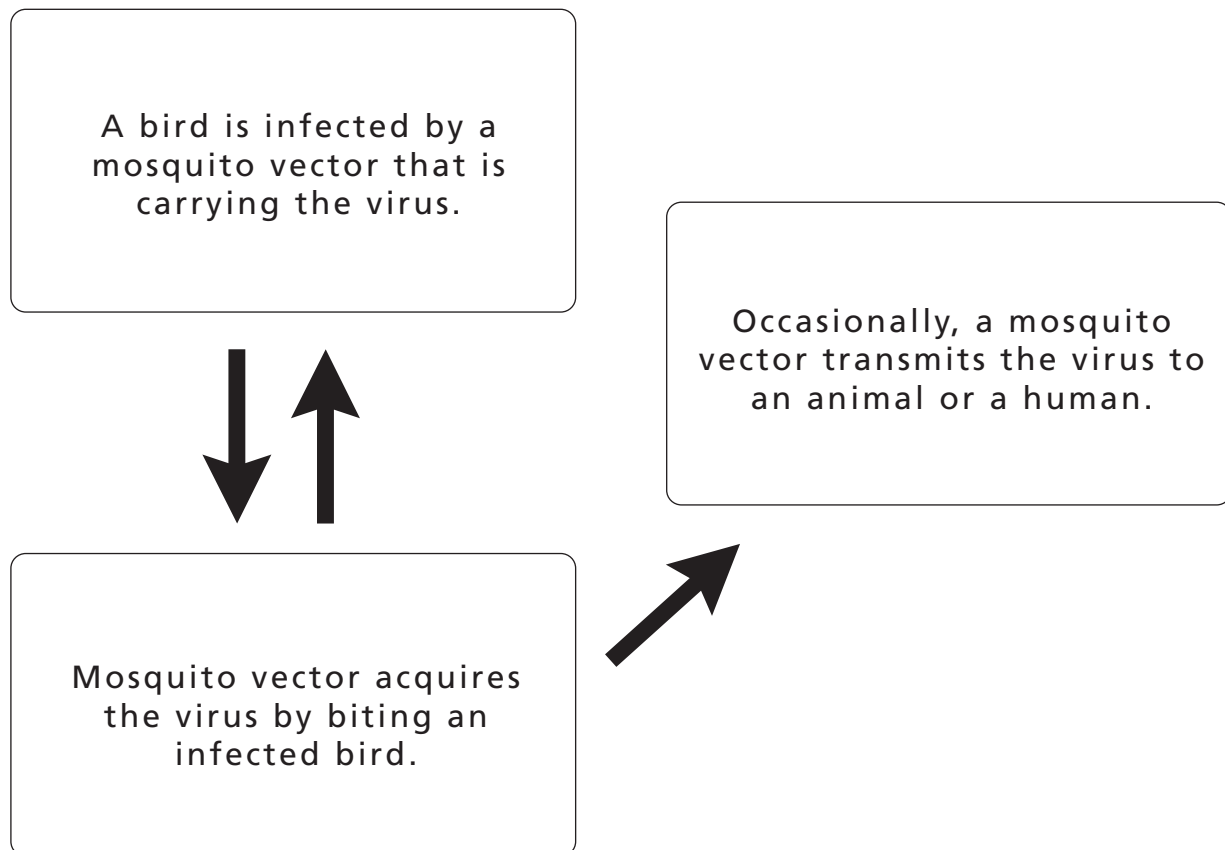 A bird is infected by a
mosquito vector that is
carrying the virus.
Occasionally, a mosquito
vector transmits the virus to
an animal or a human.
Mosquito vector acquires
the virus by biting an
infected bird.